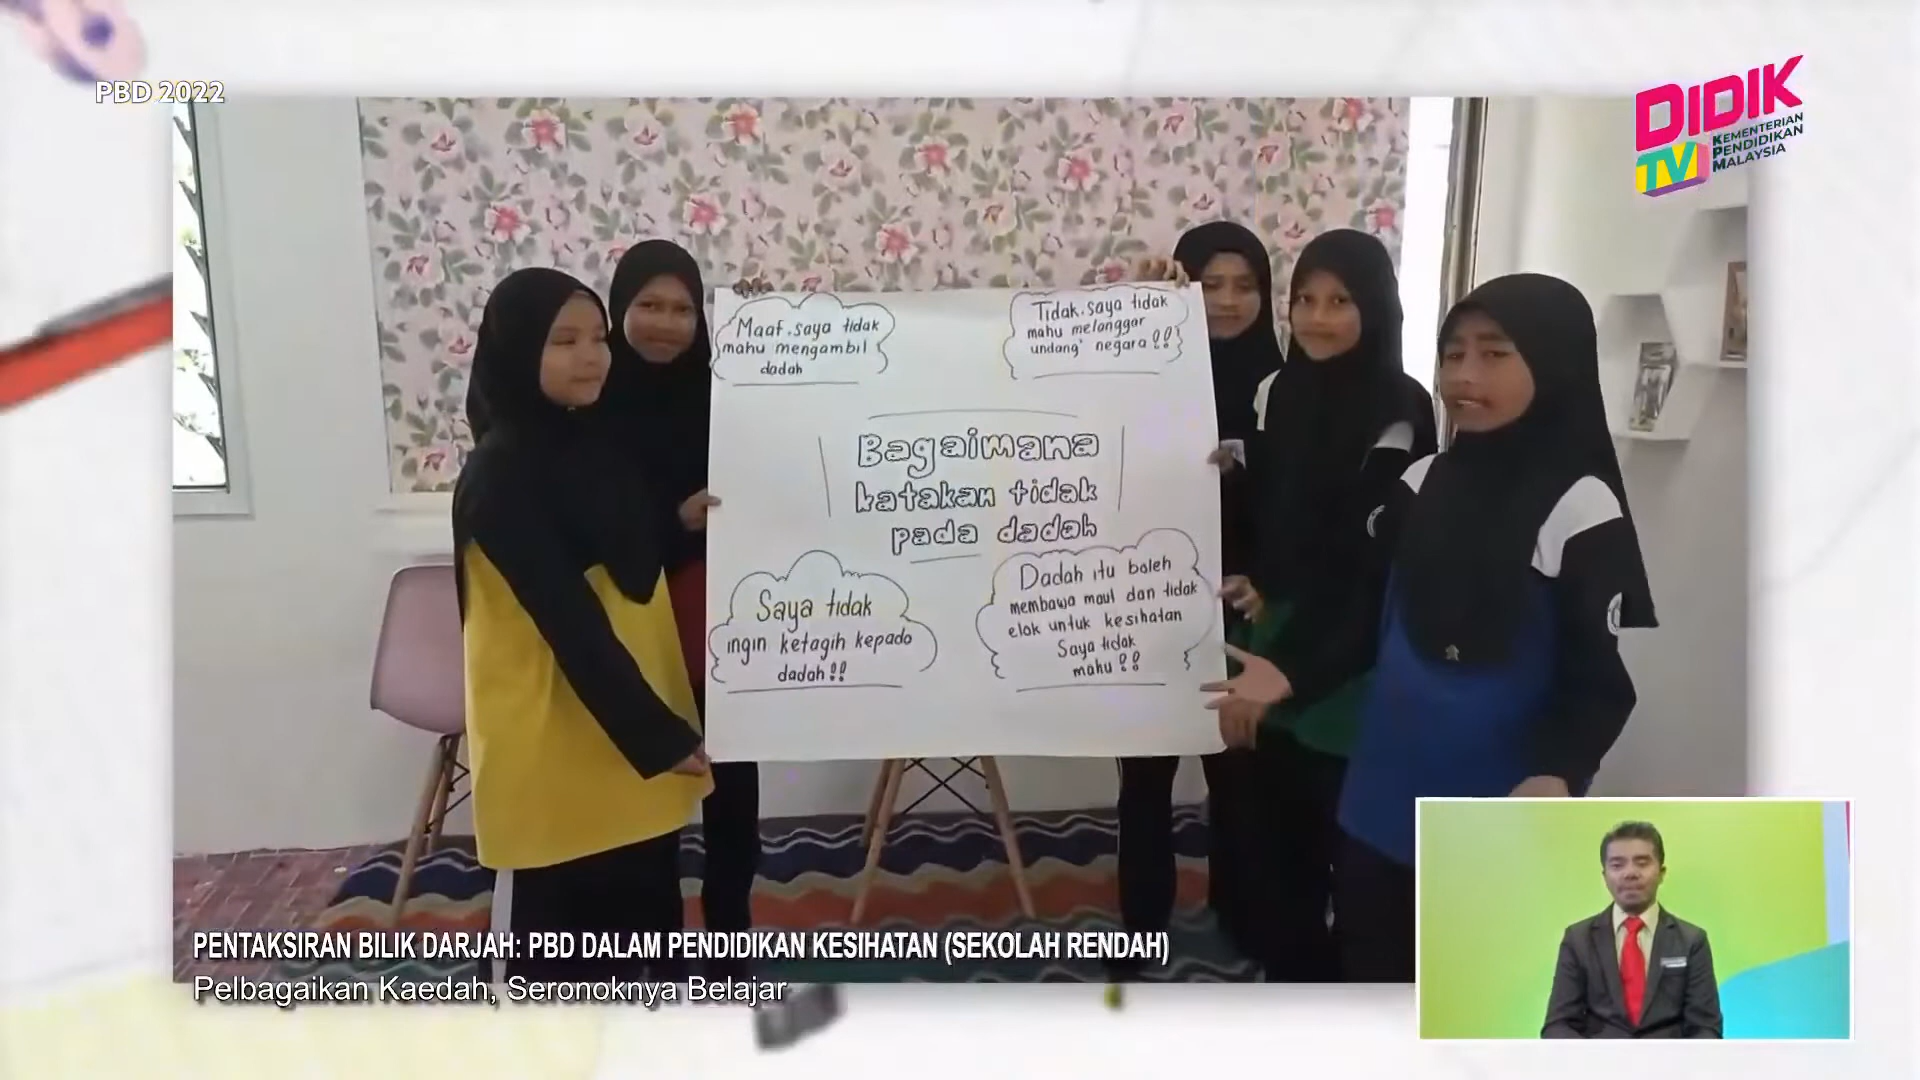 PBD 2022
DIDIK
TV
KEMENTERIAN
PENDIDIKAN
MALAYSIA
Maaf. saya tidak
mahu mengambil
dadah
Tidak. saya tidak
mahu melanggar
undang² negara !!
Bagaimana
katakan tidak
pada dadah
Saya tidak
ingin ketagih kepada
dadah !!
Dadah itu boleh
membawa maut dan tidak
elok untuk kesihatan
Saya tidak
mahu !!
PENTAKSIRAN BILIK DARJAH: PBD DALAM PENDIDIKAN KESIHATAN (SEKOLAH RENDAH)
Pelbagaikan Kaedah, Seronoknya Belajar